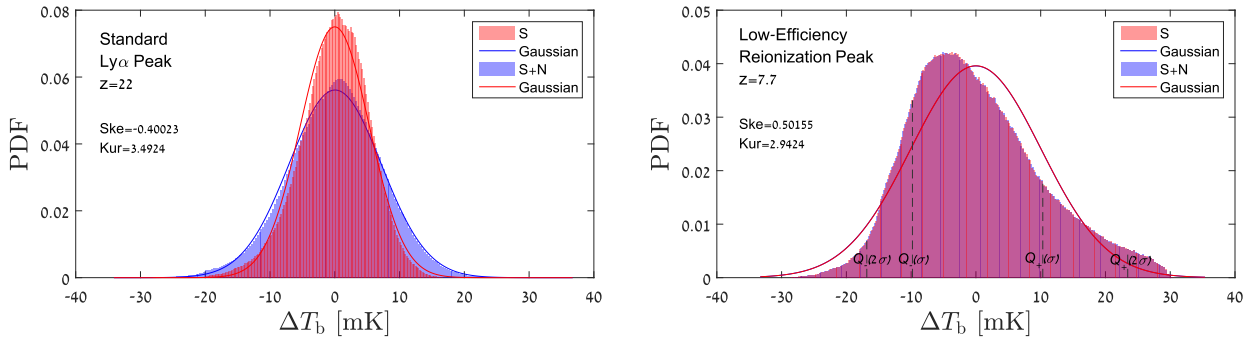 0.08
0.06
0.04
0.02
0
PDF
Standard
Lyα Peak
z=22
Ske=-0.40023
Kur=3.4924
S
Gaussian
S+N
Gaussian
-40 -30 -20 -10 0 10 20 30 40
ΔT_b [mK]
0.05
0.04
0.03
0.02
0.01
0
PDF
Low-Efficiency
Reionization Peak
z=7.7
Ske=0.50155
Kur=2.9424
S
Gaussian
S+N
Gaussian
Q_-(2σ) Q_-(σ) Q_+(σ) Q_+(2σ)
-40 -30 -20 -10 0 10 20 30 40
ΔT_b [mK]